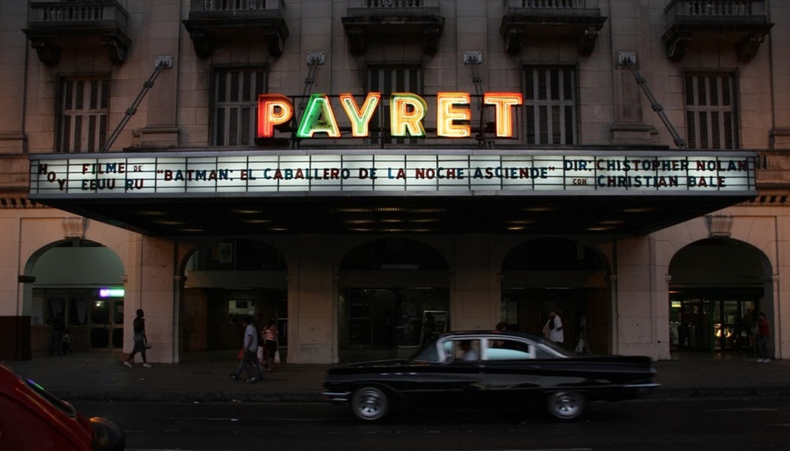 PAYRET
HOY FILME DE EEUU RU "BATMAN: EL CABALLERO DE LA NOCHE ASCIENDE" DIR: CHISTOPHER NOLAN
CON CHRISTIAN BALE